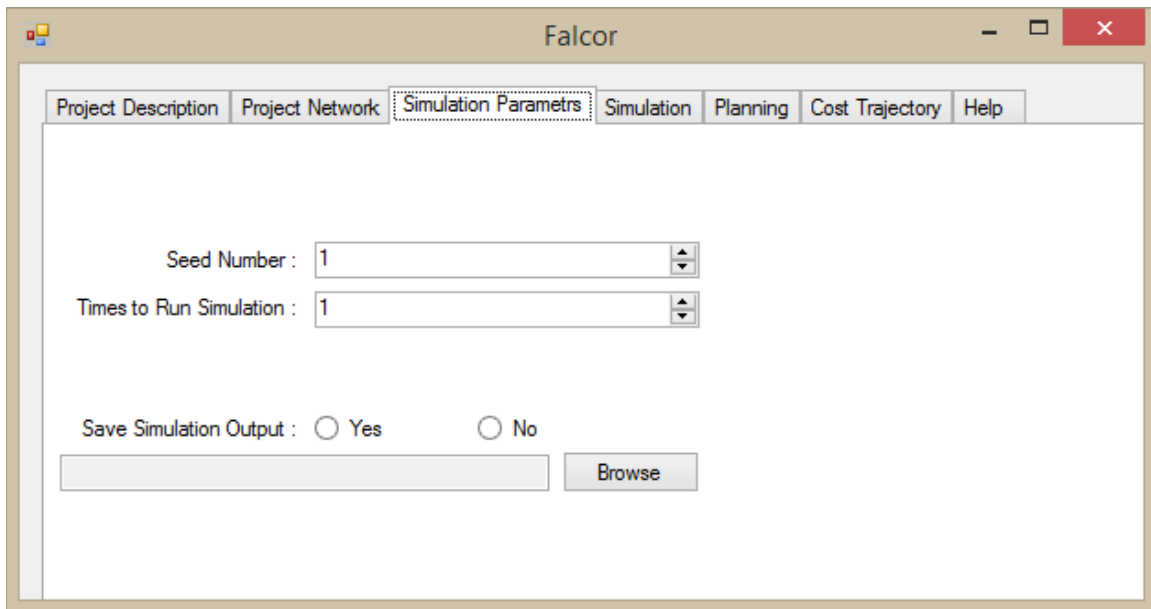 Falcor
Project Description Project Network Simulation Parametrs Simulation Planning Cost Trajectory Help
Seed Number : 1
Times to Run Simulation : 1
Save Simulation Output : Yes No
Browse